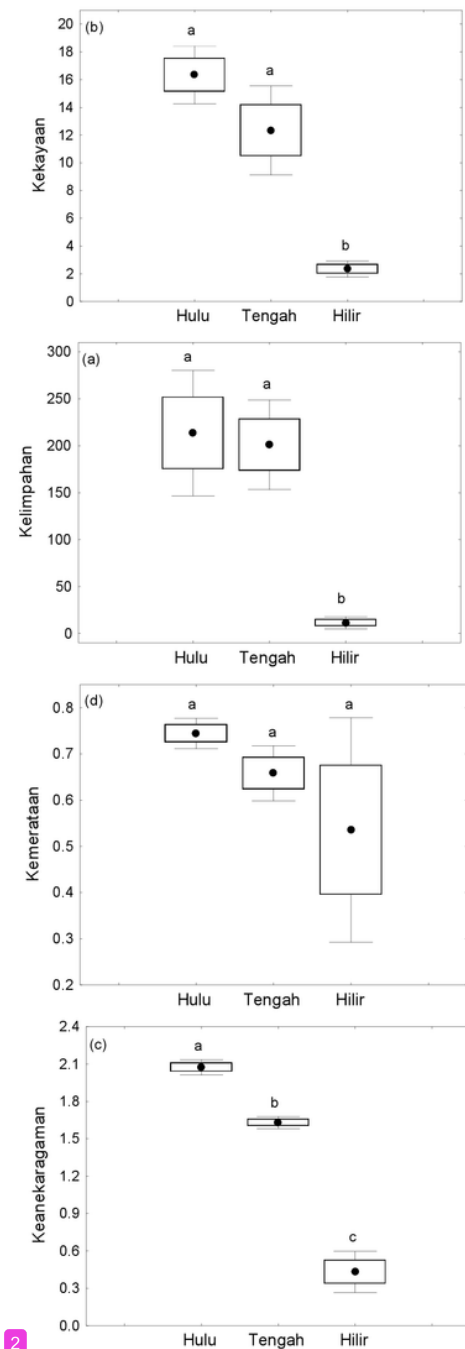 (b)
Kekayaan
20
18
16
14
12
10
8
6
4
2
0
a
a
b
Hulu Tengah Hilir
(a)
Kelimpahan
300
250
200
150
100
50
0
a
a
b
Hulu Tengah Hilir
(d)
Kemerataan
0.8
0.7
0.6
0.5
0.4
0.3
0.2
a a a
Hulu Tengah Hilir
(c)
Keanekaragaman
2.4
2.1
1.8
1.5
1.2
0.9
0.6
0.3
0.0
a
b
c
Hulu Tengah Hilir
2